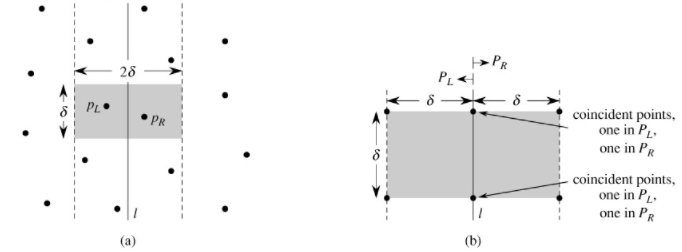 2δ
δ
p_L
p_R
l
(a)
P_R
P_L
δ
δ
coincident points,
one in P_L,
one in P_R
δ
coincident points,
one in P_L,
one in P_R
l
(b)